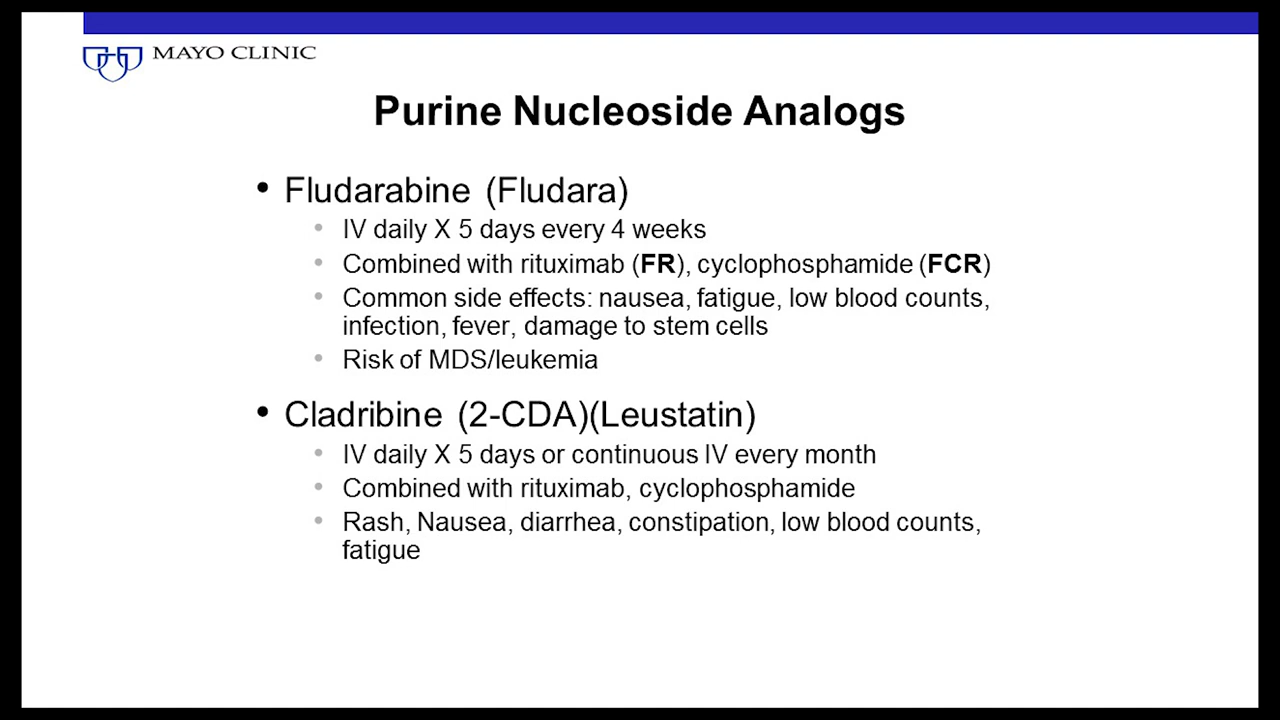 MAYO CLINIC
Purine Nucleoside Analogs
• Fludarabine (Fludara)
• IV daily X 5 days every 4 weeks
• Combined with rituximab (FR), cyclophosphamide (FCR)
• Common side effects: nausea, fatigue, low blood counts,
infection, fever, damage to stem cells
• Risk of MDS/leukemia
• Cladribine (2-CDA)(Leustatin)
• IV daily X 5 days or continuous IV every month
• Combined with rituximab, cyclophosphamide
• Rash, Nausea, diarrhea, constipation, low blood counts,
fatigue